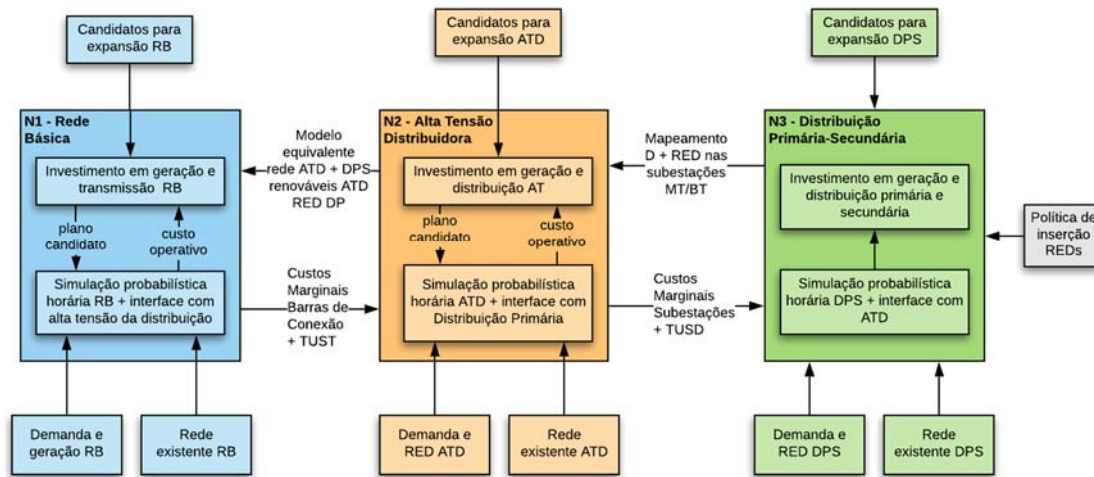 Candidatos para
expansão RB
Candidatos para
expansão ATD
Candidatos para
expansão DPS
N1 - Rede
Básica
Investimento em geração e
transmissão RB
plano
candidato
custo
operativo
Simulação probabilística
horária RB + interface com
alta tensão da distribuição
Modelo
equivalente
rede ATD + DPS
renováveis ATD
RED DP
Custos
Marginais
Barras de
Conexão
+ TUST
N2 - Alta Tensão
Distribuidora
Investimento em geração e
distribuição AT
plano
candidato
custo
operativo
Simulação probabilística
horária ATD + interface com
Distribuição Primária
Mapeamento
D + RED nas
subestações
MT/BT
Custos
Marginais
Subestações
+ TUSD
N3 - Distribuição
Primária-Secundária
Investimento em geração e
distribuição primária e
secundária
Simulação probabilística
horária DPS + interface com
ATD
Política de
inserção
REDs
Demanda e
geração RB
Rede
existente RB
Demanda e
RED ATD
Rede
existente ATD
Demanda e
RED DPS
Rede
existente DPS